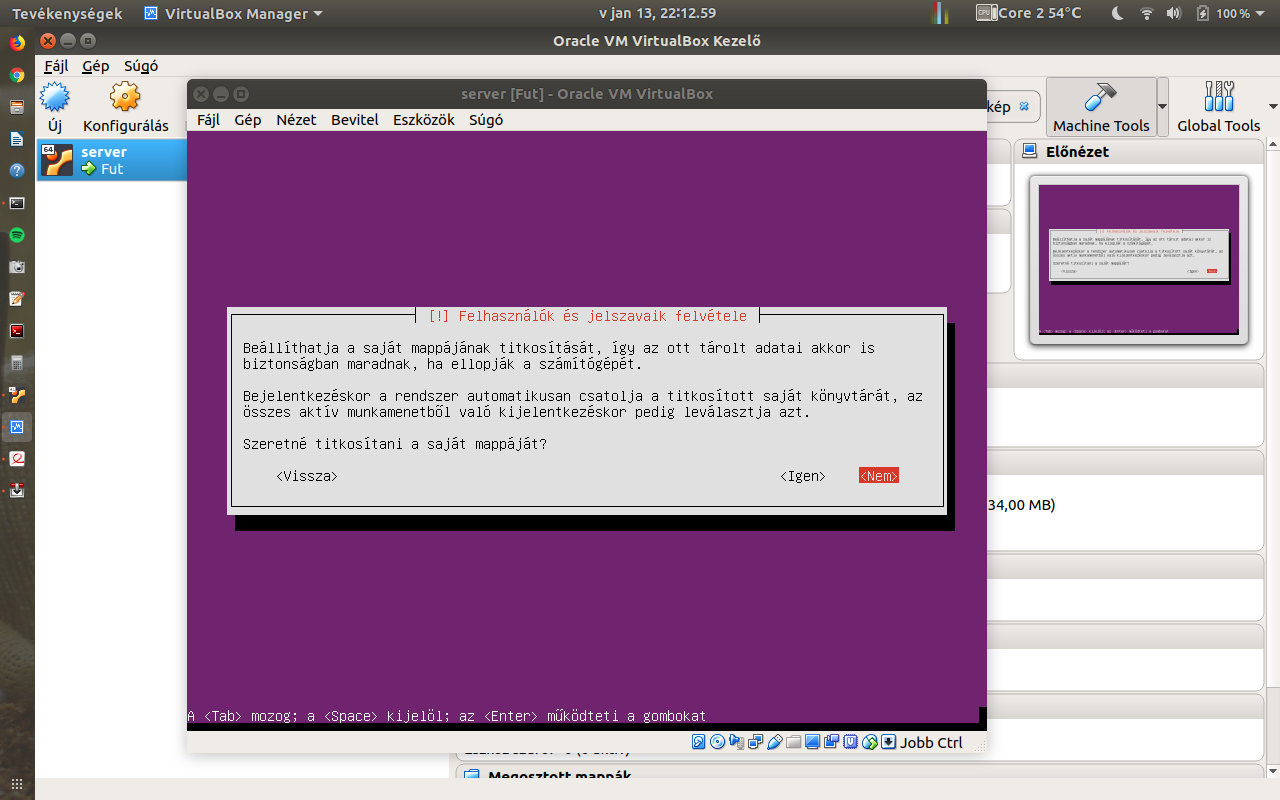 Tevékenységek VirtualBox Manager v jan 13, 22:12.59 CPU Core 2 54°C 100 %
Oracle VM VirtualBox Kezelő
Fájl Gép Súgó
Új Konfigurálás kép Machine Tools Global Tools
server [Fut] - Oracle VM VirtualBox
Fájl Gép Nézet Bevitel Eszközök Súgó
64 server
Fut
Előnézet
[!] Felhasználók és jelszavaik felvétele
Beállíthatja a saját mappájának titkosítását, így az ott tárolt adatai akkor is
biztonságban maradnak, ha ellopják a számítógépét.
Bejelentkezéskor a rendszer automatikusan csatolja a titkosított saját könyvtárát, az
összes aktív munkamenetből való kijelentkezéskor pedig leválasztja azt.
Szeretné titkosítani a saját mappáját?
<Vissza> <Igen> <Nem>
34,00 MB)
A <Tab> mozog; a <Space> kijelöl; az <Enter> működteti a gombokat
Jobb Ctrl
Megosztott mappák